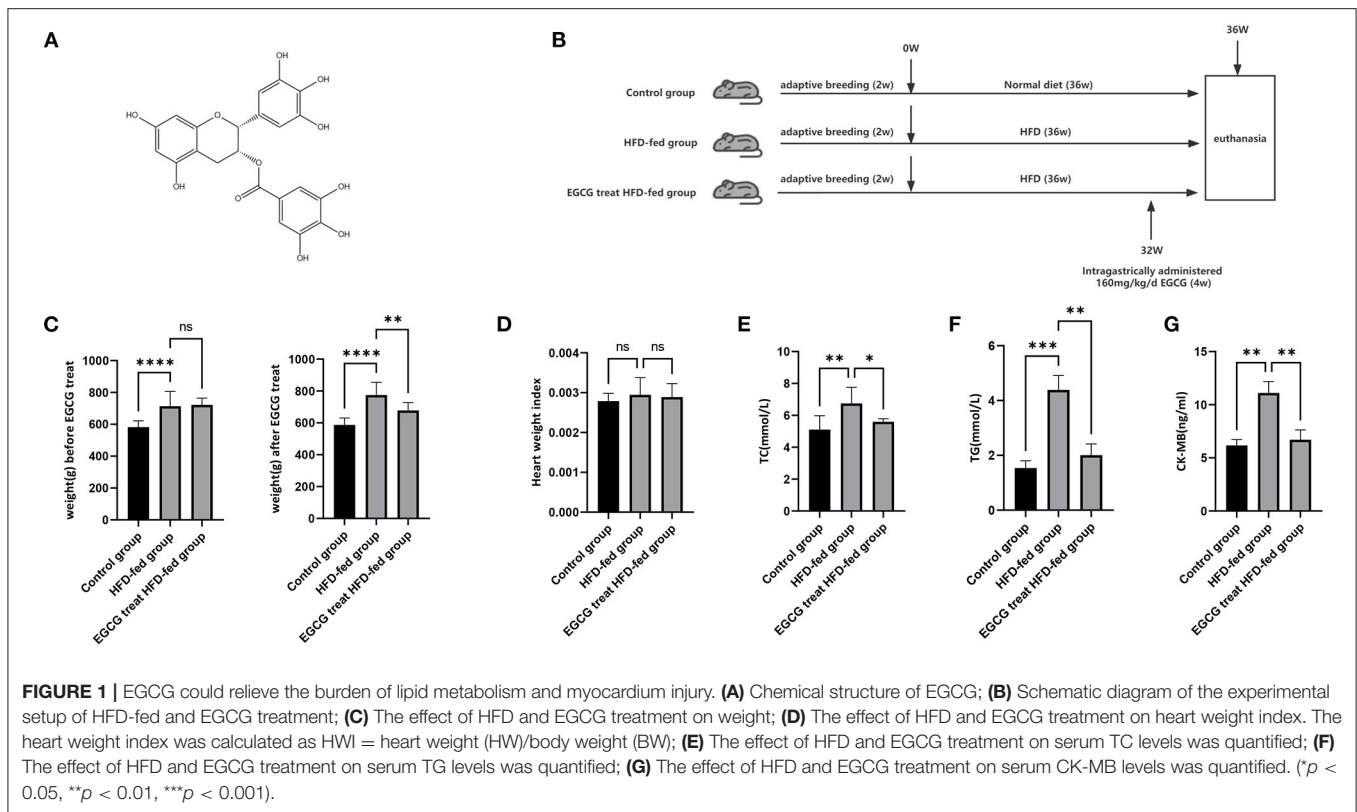 A
OH
OH
OH
HO
O
OH
O
O
OH
OH
OH
B
0W
36W
Control group
adaptive breeding (2w)
Normal diet (36w)
HFD-fed group
adaptive breeding (2w)
HFD (36w)
euthanasia
EGCG treat HFD-fed group
adaptive breeding (2w)
HFD (36w)
32W
Intragastrically administered
160mg/kg/d EGCG (4w)
C
weight(g) before EGCG treat
1000
800
600
400
200
0
****
ns
Control group
HFD-fed group
EGCG treat HFD-fed group
weight(g) after EGCG treat
1000
800
600
400
200
0
****
**
Control group
HFD-fed group
EGCG treat HFD-fed group
D
Heart weight index
0.004
0.003
0.002
0.001
0.000
ns
ns
Control group
HFD-fed group
EGCG treat HFD-fed group
E
TC(mmol/L)
10
8
6
4
2
0
**
*
Control group
HFD-fed group
EGCG treat HFD-fed group
F
TG(mmol/L)
6
4
2
0
***
**
Control group
HFD-fed group
EGCG treat HFD-fed group
G
CK-MB(ng/ml)
15
10
5
0
**
**
Control group
HFD-fed group
EGCG treat HFD-fed group
FIGURE 1 | EGCG could relieve the burden of lipid metabolism and myocardium injury. (A) Chemical structure of EGCG; (B) Schematic diagram of the experimental
setup of HFD-fed and EGCG treatment; (C) The effect of HFD and EGCG treatment on weight; (D) The effect of HFD and EGCG treatment on heart weight index. The
heart weight index was calculated as HWI = heart weight (HW)/body weight (BW); (E) The effect of HFD and EGCG treatment on serum TC levels was quantified; (F)
The effect of HFD and EGCG treatment on serum TG levels was quantified; (G) The effect of HFD and EGCG treatment on serum CK-MB levels was quantified. (*p <
0.05, **p < 0.01, ***p < 0.001).